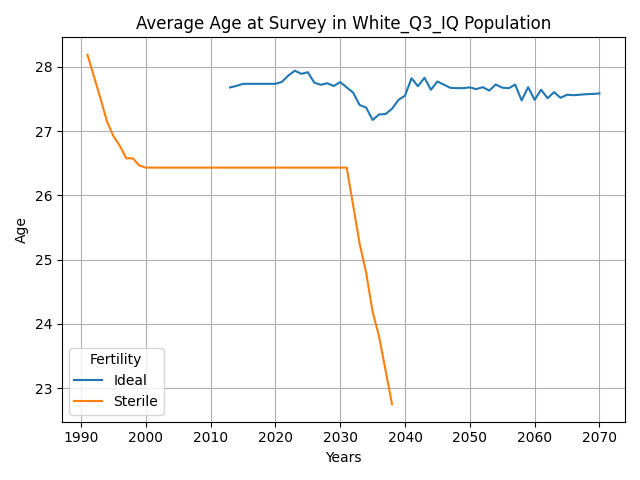 Average Age at Survey in White_Q3_IQ Population
Age
28
27
26
25
24
23
Fertility
Ideal
Sterile
1990 2000 2010 2020 2030 2040 2050 2060 2070
Years